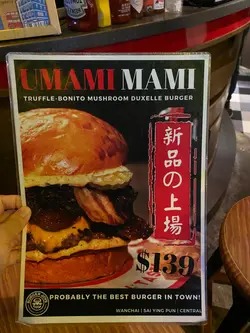 UMAMI MAMI
TRUFFLE-BONITO MUSHROOM DUXELLE BURGER
新品の上場
$139
PROBABLY THE BEST BURGER IN TOWN!
WANCHAI | SAI YING PUN | CENTRAL